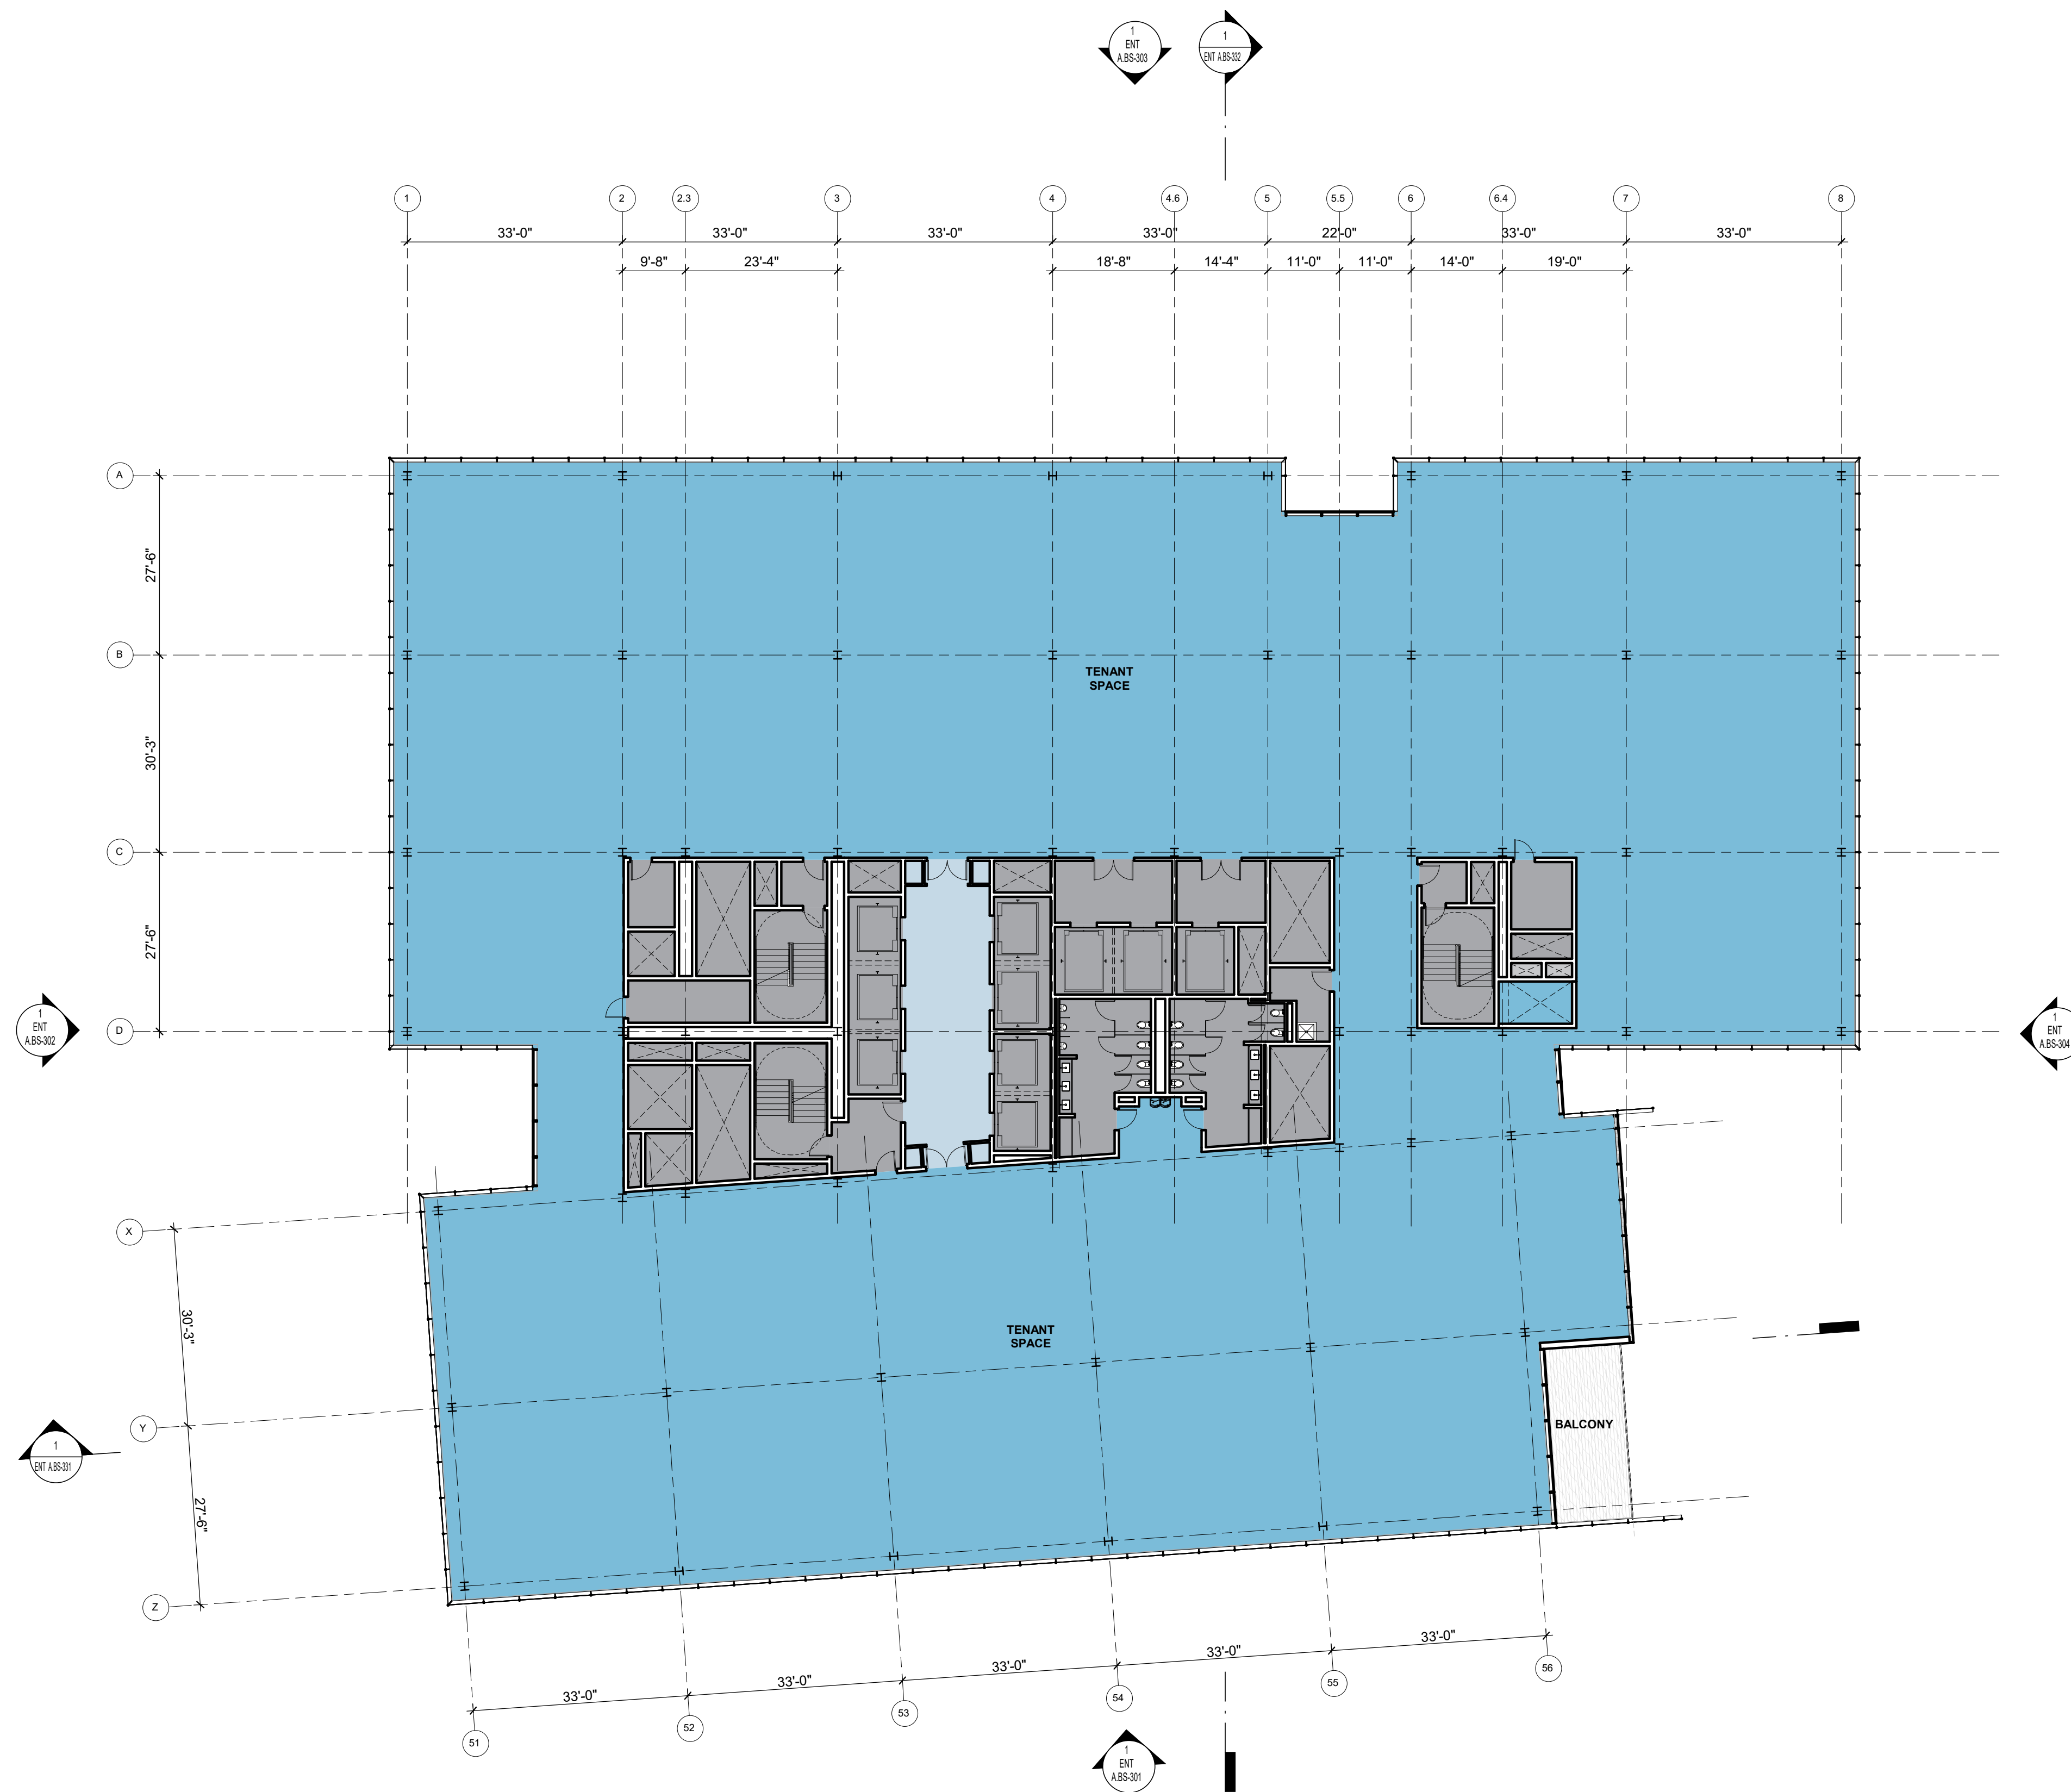 1
ENT
A.BS-303
1
ENT A.BS-332
1
2
2.3
3
4
4.6
5
5.5
6
6.4
7
8
33'-0"
33'-0"
33'-0"
33'-0"
22'-0"
33'-0"
33'-0"
9'-8"
23'-4"
18'-8"
14'-4"
11'-0"
11'-0"
14'-0"
19'-0"
A
27'-6"
B
TENANT
SPACE
30'-3"
C
27'-6"
D
1
ENT
A.BS-302
1
ENT
A.BS-304
X
30'-3"
TENANT
SPACE
Y
BALCONY
1
ENT A.BS-331
27'-6"
Z
33'-0"
33'-0"
33'-0"
33'-0"
33'-0"
51
52
53
54
55
56
1
ENT
A.BS-301